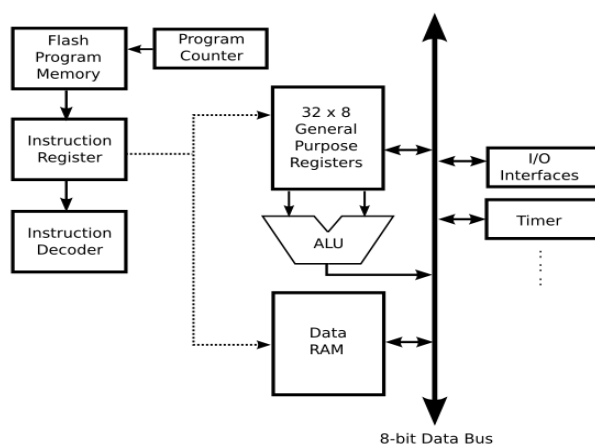 Flash
Program
Memory
Program
Counter
Instruction
Register
Instruction
Decoder
32 x 8
General
Purpose
Registers
ALU
Data
RAM
I/O
Interfaces
Timer
8-bit Data Bus